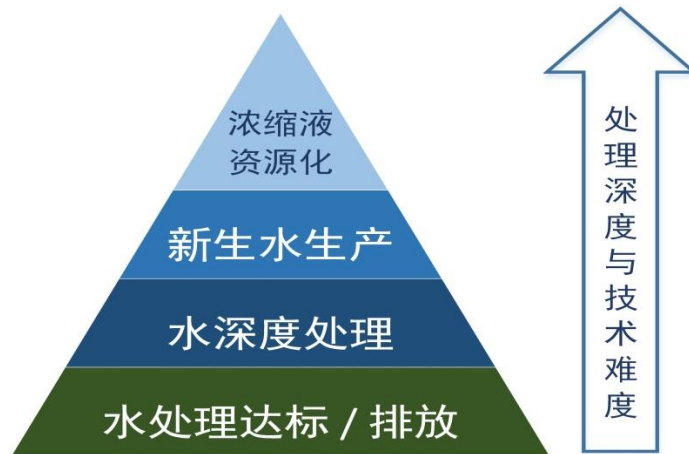 浓缩液
资源化
新生水生产
水深度处理
水处理达标 / 排放
处理深度与技术难度